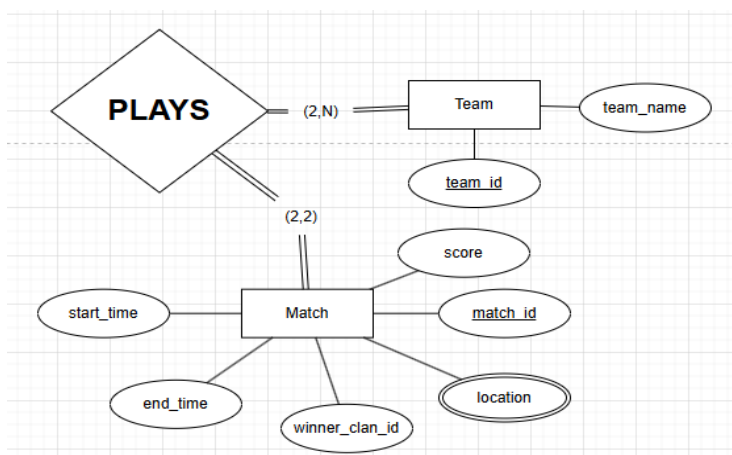 PLAYS
(2,N)
Team
team_name
team_id
(2,2)
score
start_time
Match
match_id
end_time
location
winner_clan_id